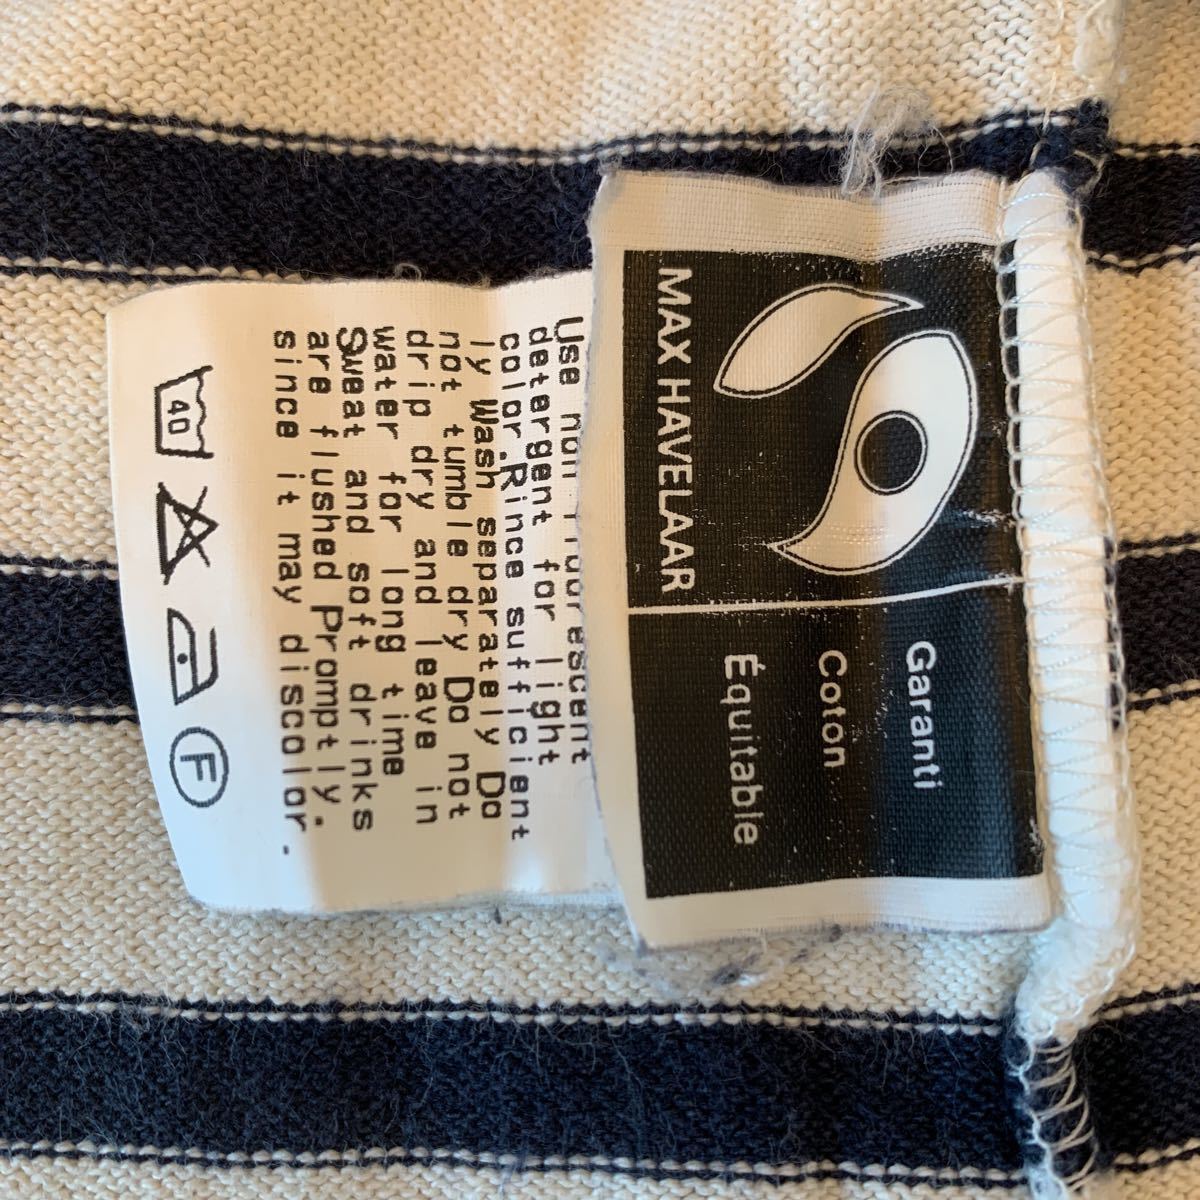 MAX HAVELAAR
Garanti
Cotón
Équitable
Use non fluorescent
detergent for light
color.Rince sufficient
ly Wash separately Do
not tumble dry Do not
drip dry and leave in
water for long time
Sweat and soft drinks
are flushed Promptly.
since it may discolor.
40
F